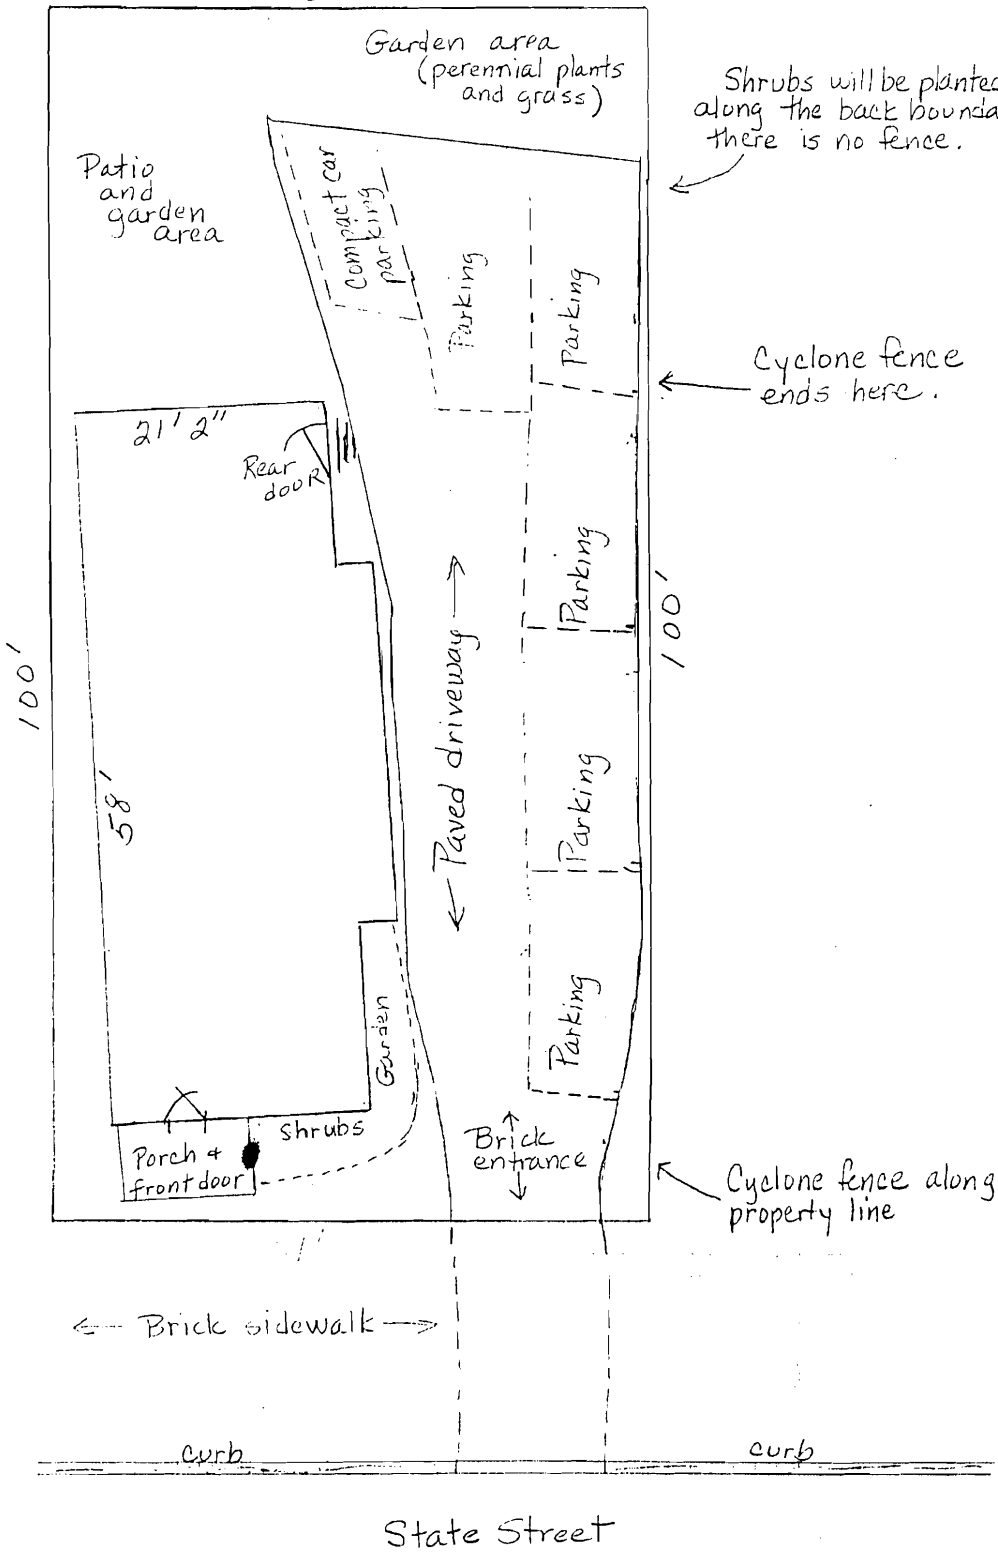 Garden area
(perennial plants
and grass)
Shrubs will be
along the back
there is no fence.
Patio
and
garden
area
compact car
parking
Parking
Parking
Cyclone fence
ends here.
21' 2"
Rear
dooR
Parking
100'
100'
Paved driveway
58'
Parking
Parking
Garden
Shrubs
Porch &
front door
Brick
entrance
Cyclone fence along
property line
Brick sidewalk
curb
curb
State Street